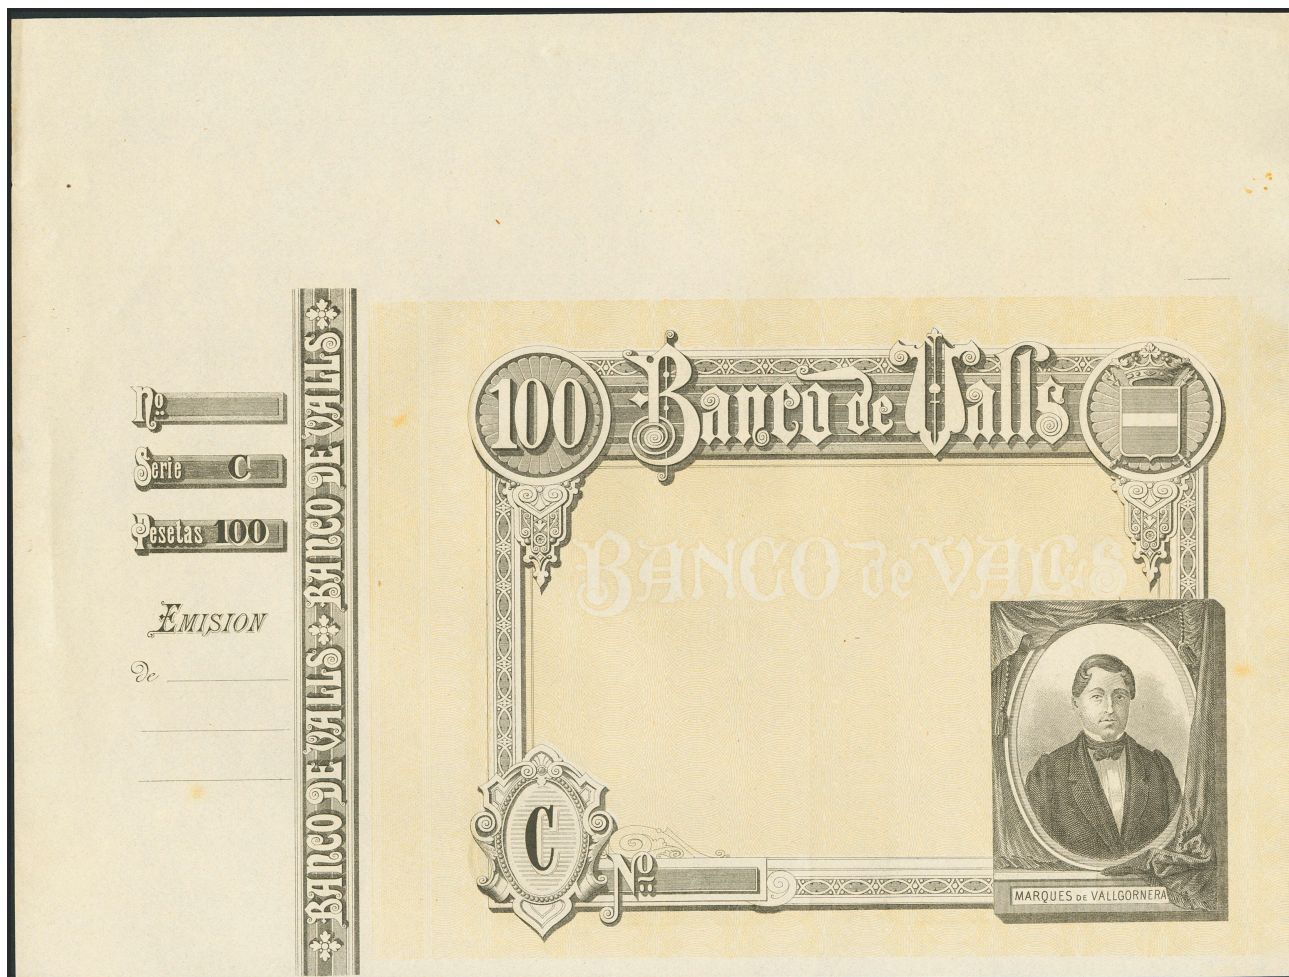 Nº
Serie C
Pesetas 100
EMISION
de
BANCO DE VALLS BANCO DE VALLS
100 Banco de Valls
BANCO de VALLS
C
Nº
MARQUES DE VALLGORNERA